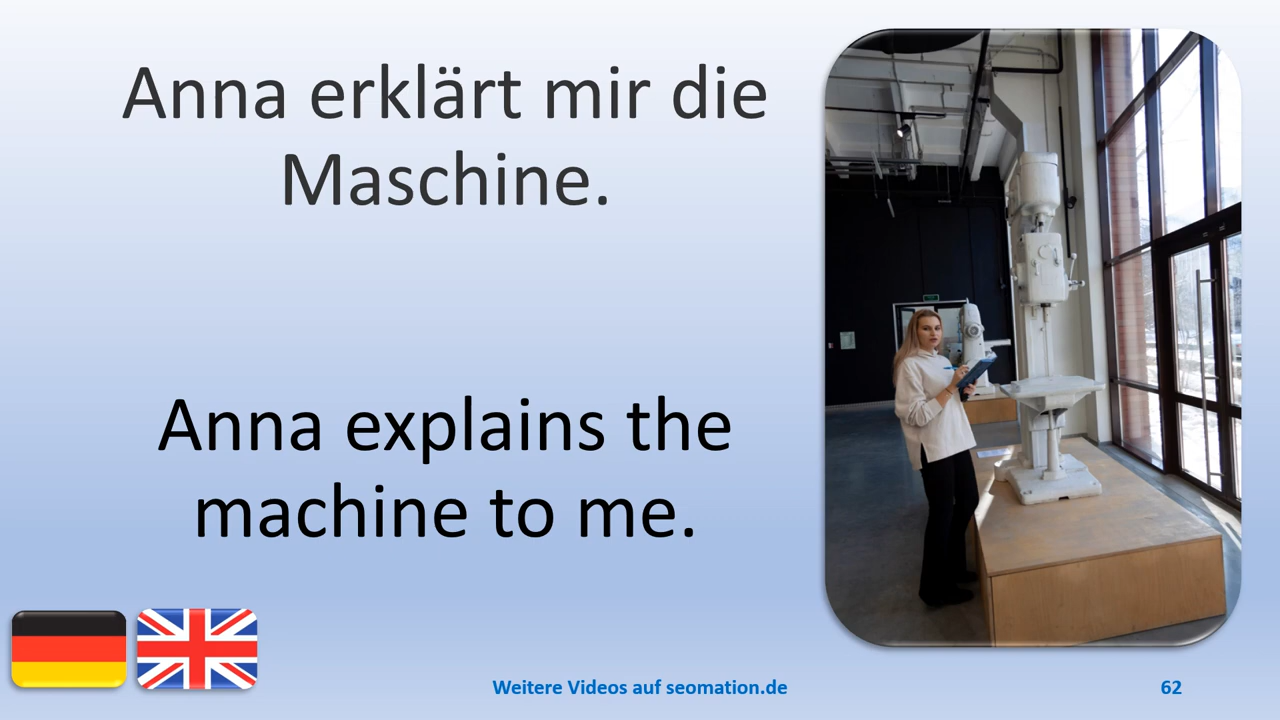 Anna erklärt mir die
Maschine.
Anna explains the
machine to me.
Weitere Videos auf seomation.de
62